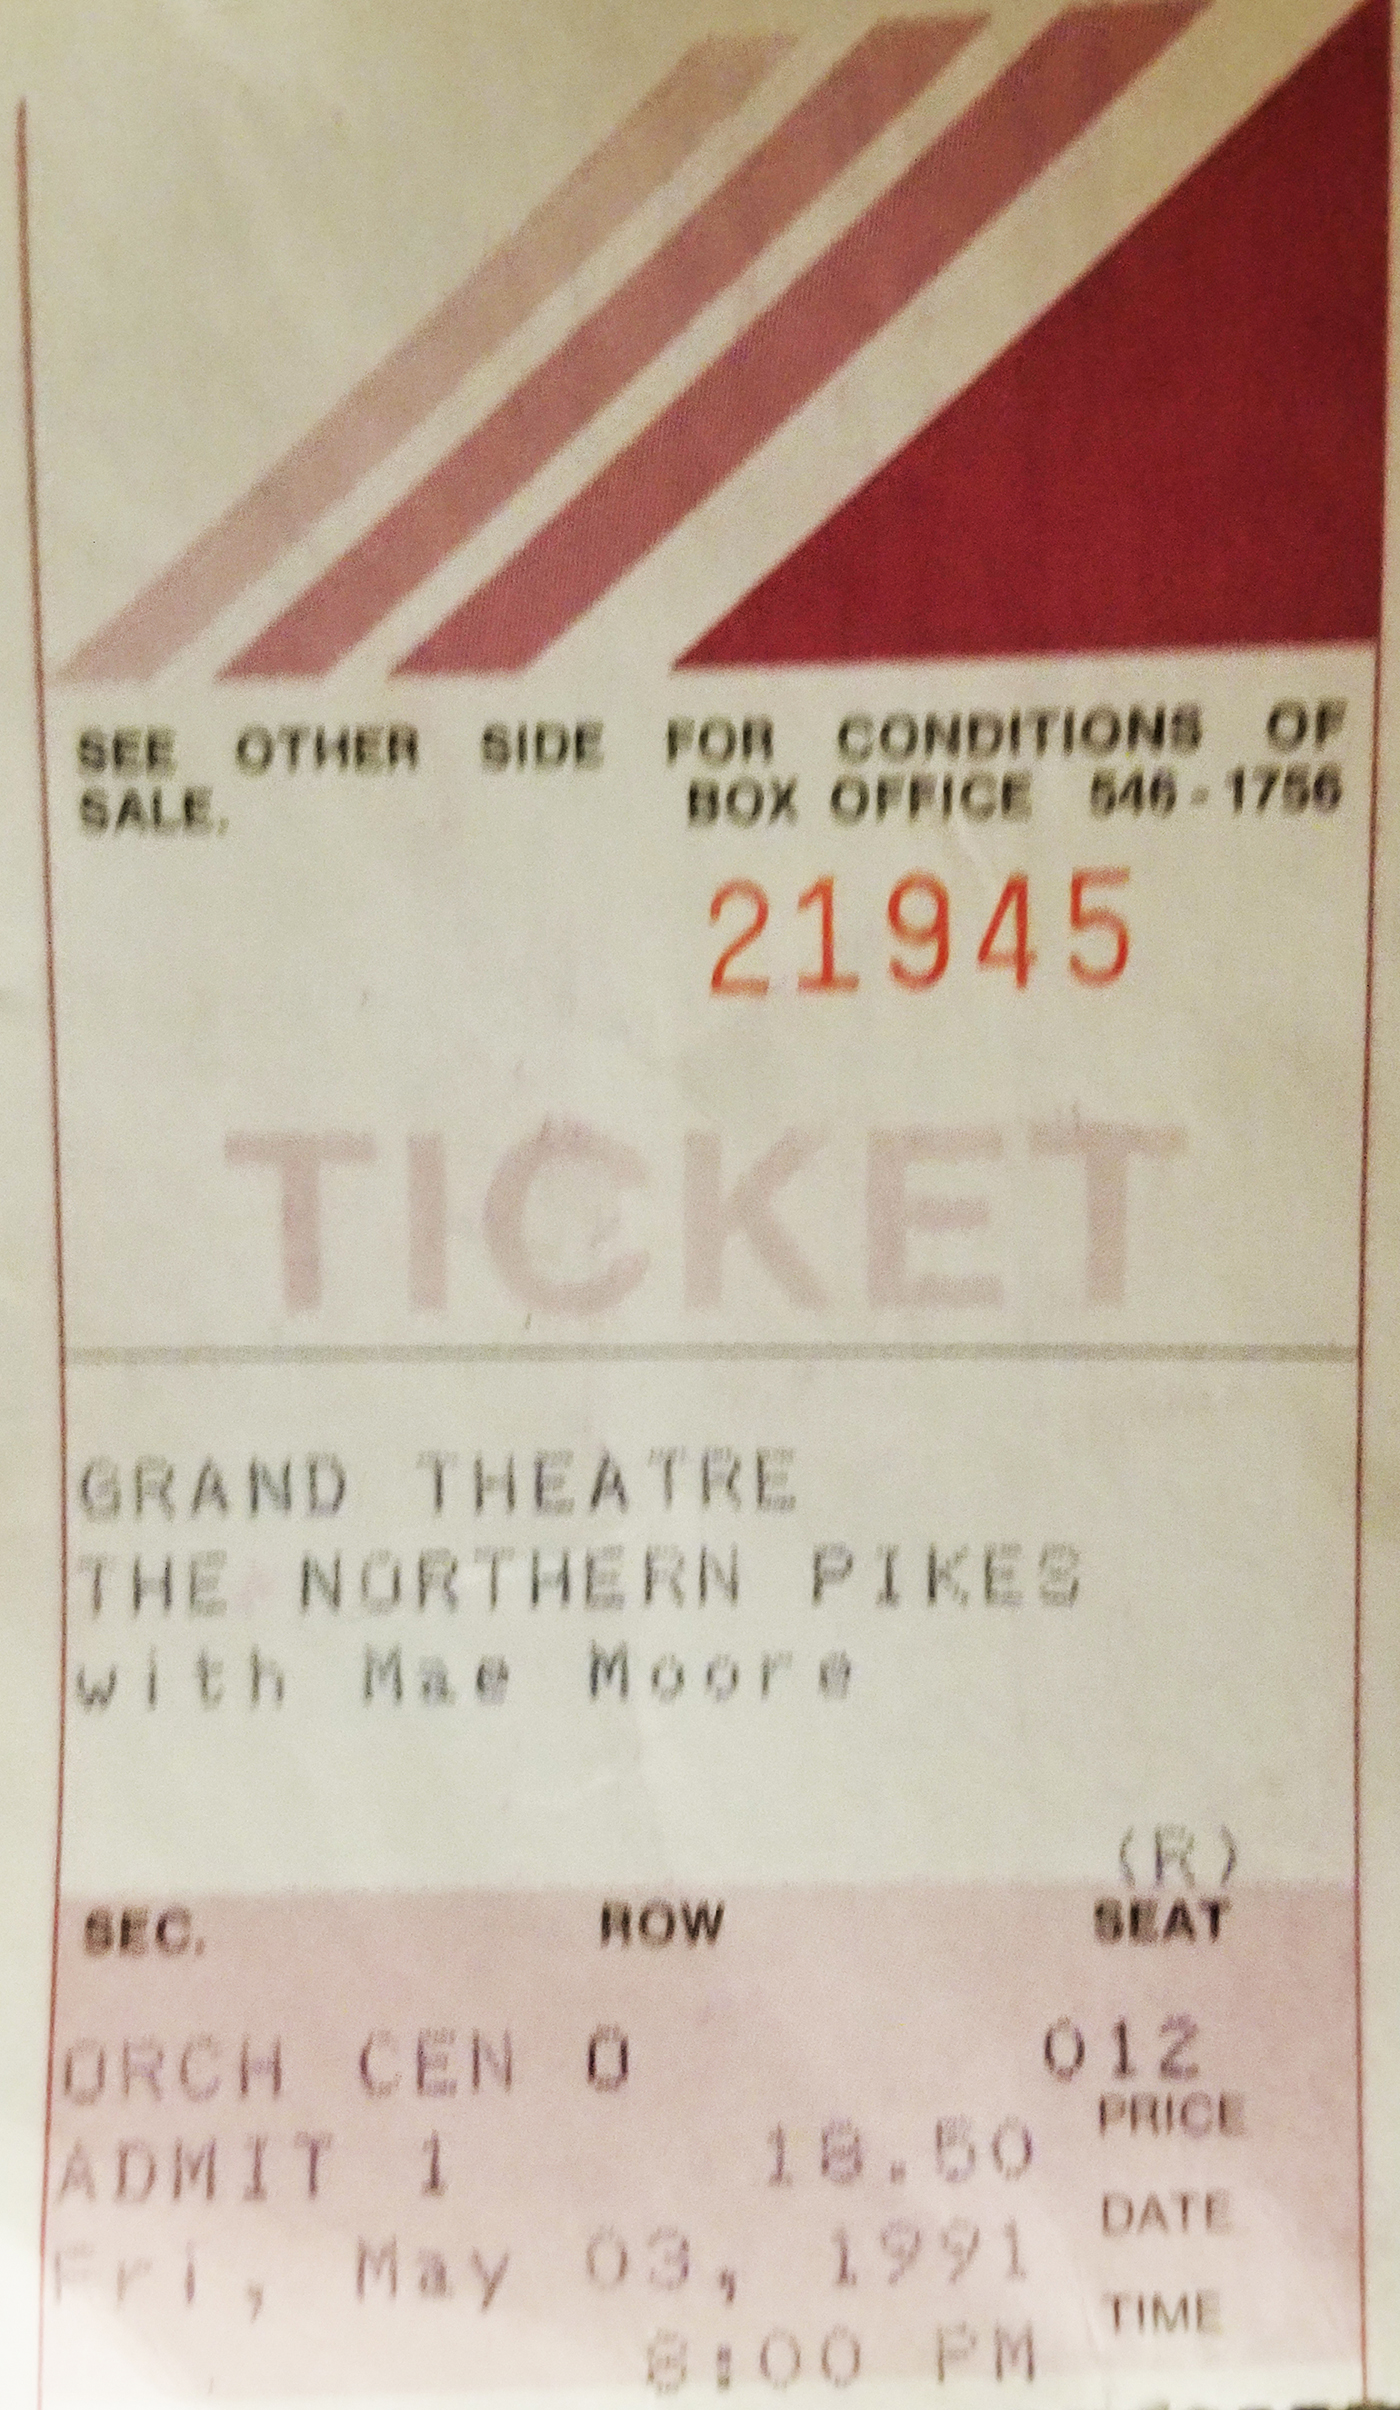 SEE OTHER SIDE FOR CONDITIONS OF
SALE. BOX OFFICE 546-1756
21945
TICKET
GRAND THEATRE
THE NORTHERN PIKES
with Mae Moore
(R)
SEC. ROW SEAT
ORCH CEN O 012
PRICE
ADMIT 1 18.50
DATE
Fri, May 03, 1991
TIME
8:00 PM